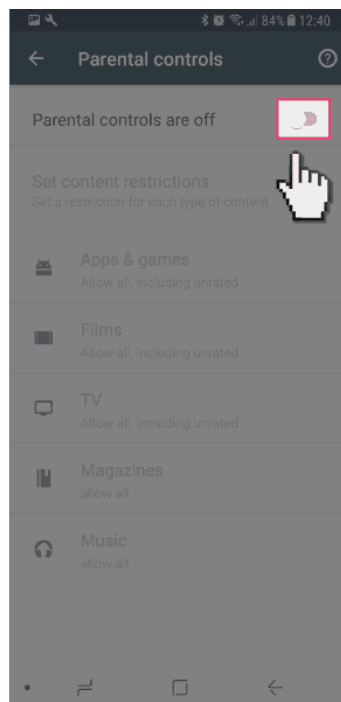 84% 12:40
Parental controls
Parental controls are off
Set content restrictions
Set a restriction for each type of content
Apps & games
Allow all, including unrated
Films
Allow all, including unrated
TV
Allow all, including unrated
Magazines
allow all
Music
allow all